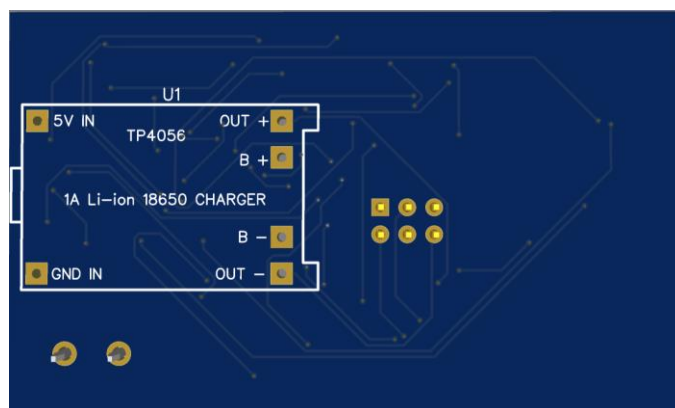 U1
5V IN OUT +
TP4056
B +
1A Li-ion 18650 CHARGER
B -
GND IN OUT -